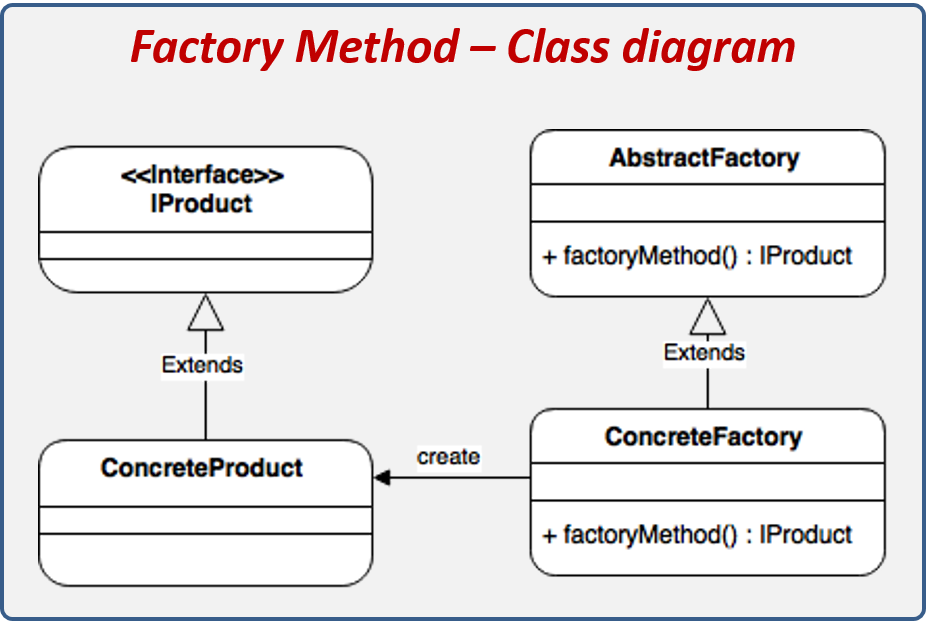 Factory Method – Class diagram
<<Interface>>
IProduct
Extends
ConcreteProduct
AbstractFactory
+ factoryMethod() : IProduct
Extends
create
ConcreteFactory
+ factoryMethod() : IProduct